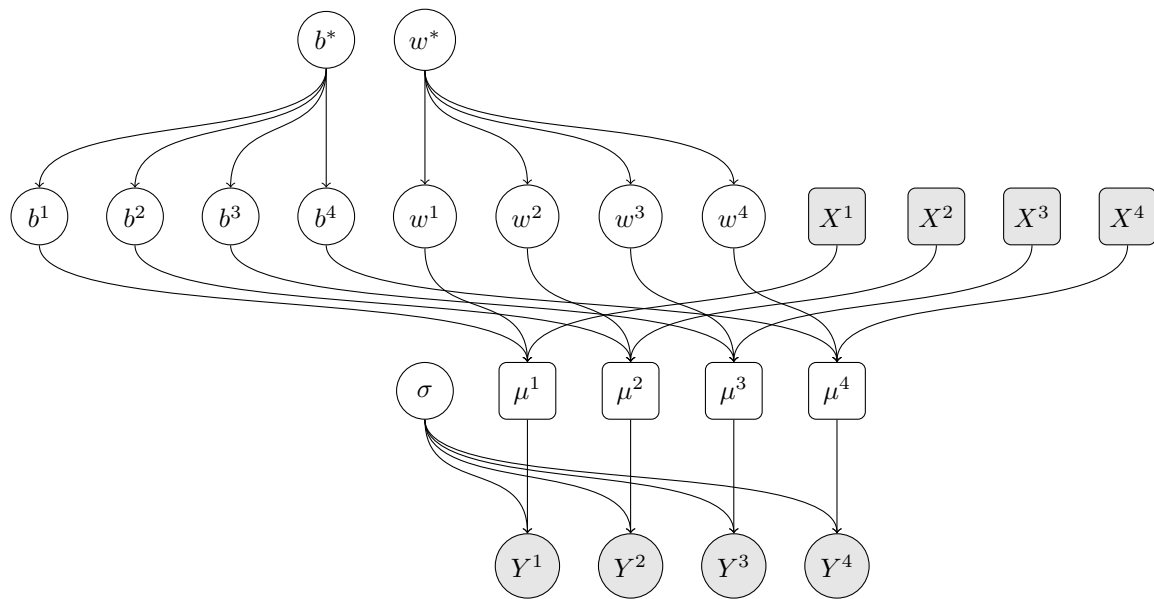 b* w*
b¹ b² b³ b⁴ w¹ w² w³ w⁴ X¹ X² X³ X⁴
σ μ¹ μ² μ³ μ⁴
Y¹ Y² Y³ Y⁴